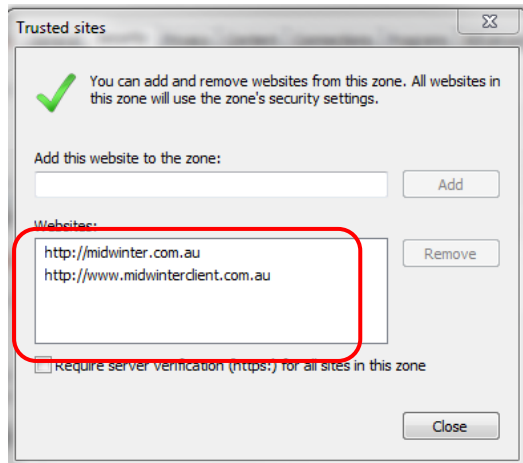 Trusted sites
You can add and remove websites from this zone. All websites in
this zone will use the zone's security settings.
Add this website to the zone:
Add
Websites:
http://midwinter.com.au
http://www.midwinterclient.com.au
Remove
Require server verification (https:) for all sites in this zone
Close